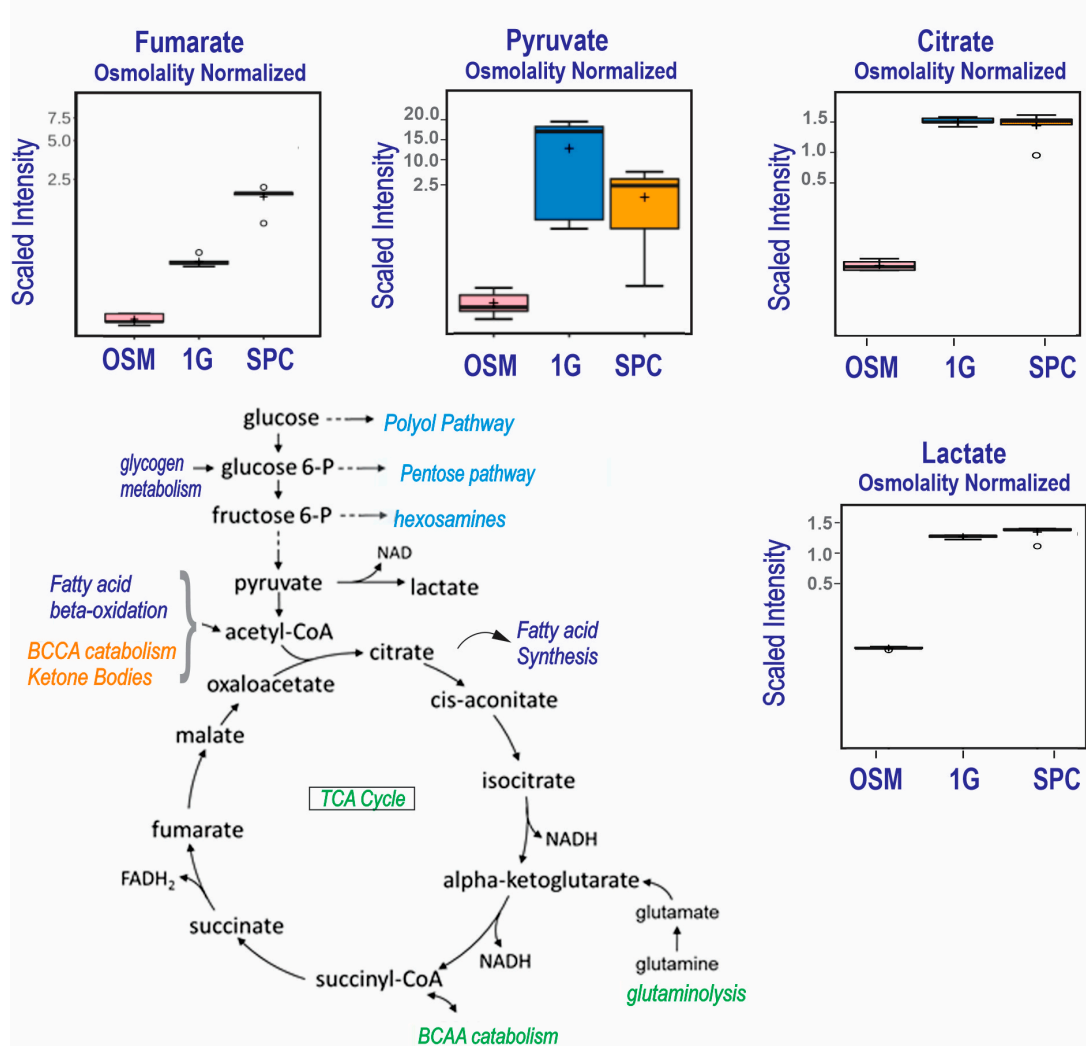 Fumarate
Osmolality Normalized
Scaled Intensity
7.5
5.0
2.5
OSM 1G SPC
Pyruvate
Osmolality Normalized
Scaled Intensity
20.0
15.0
10.0
2.5
OSM 1G SPC
Citrate
Osmolality Normalized
Scaled Intensity
1.5
1.0
0.5
OSM 1G SPC
Lactate
Osmolality Normalized
Scaled Intensity
1.5
1.0
0.5
OSM 1G SPC
glucose
Polyol Pathway
glycogen
metabolism
glucose 6-P
Pentose pathway
fructose 6-P
hexosamines
NAD
pyruvate
lactate
Fatty acid
beta-oxidation
BCCA catabolism
Ketone Bodies
acetyl-CoA
citrate
Fatty acid
Synthesis
oxaloacetate
cis-aconitate
malate
isocitrate
TCA Cycle
fumarate
NADH
FADH2
alpha-ketoglutarate
glutamate
succinate
NADH
glutamine
succinyl-CoA
glutaminolysis
BCAA catabolism